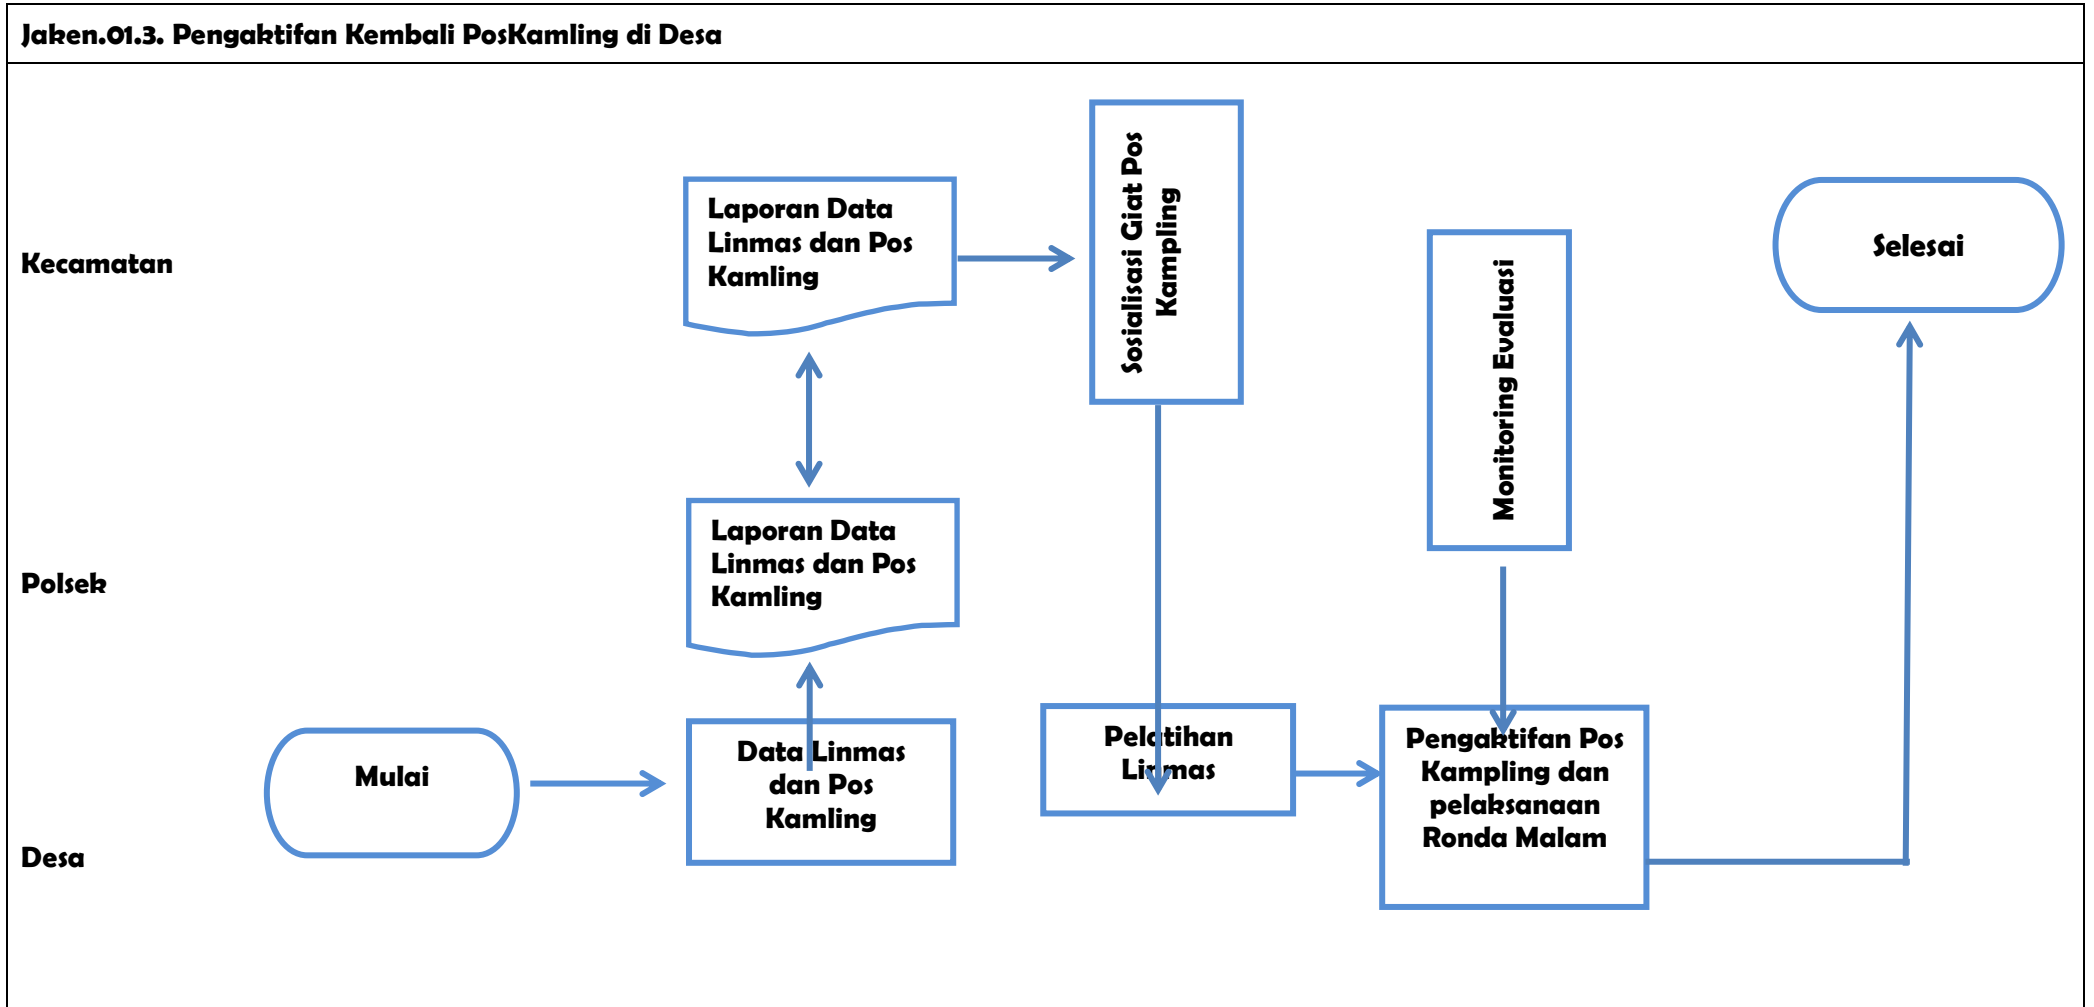 Jaken.01.3. Pengaktifan Kembali PosKamling di Desa
Kecamatan
Laporan Data
Linmas dan Pos
Kamling
Sosialisasi Giat Pos
Kampling
Monitoring Evaluasi
Selesai
Polsek
Laporan Data
Linmas dan Pos
Kamling
Desa
Mulai
Data Linmas
dan Pos
Kamling
Pelatihan
Linmas
Pengaktifan Pos
Kampling dan
pelaksanaan
Ronda Malam